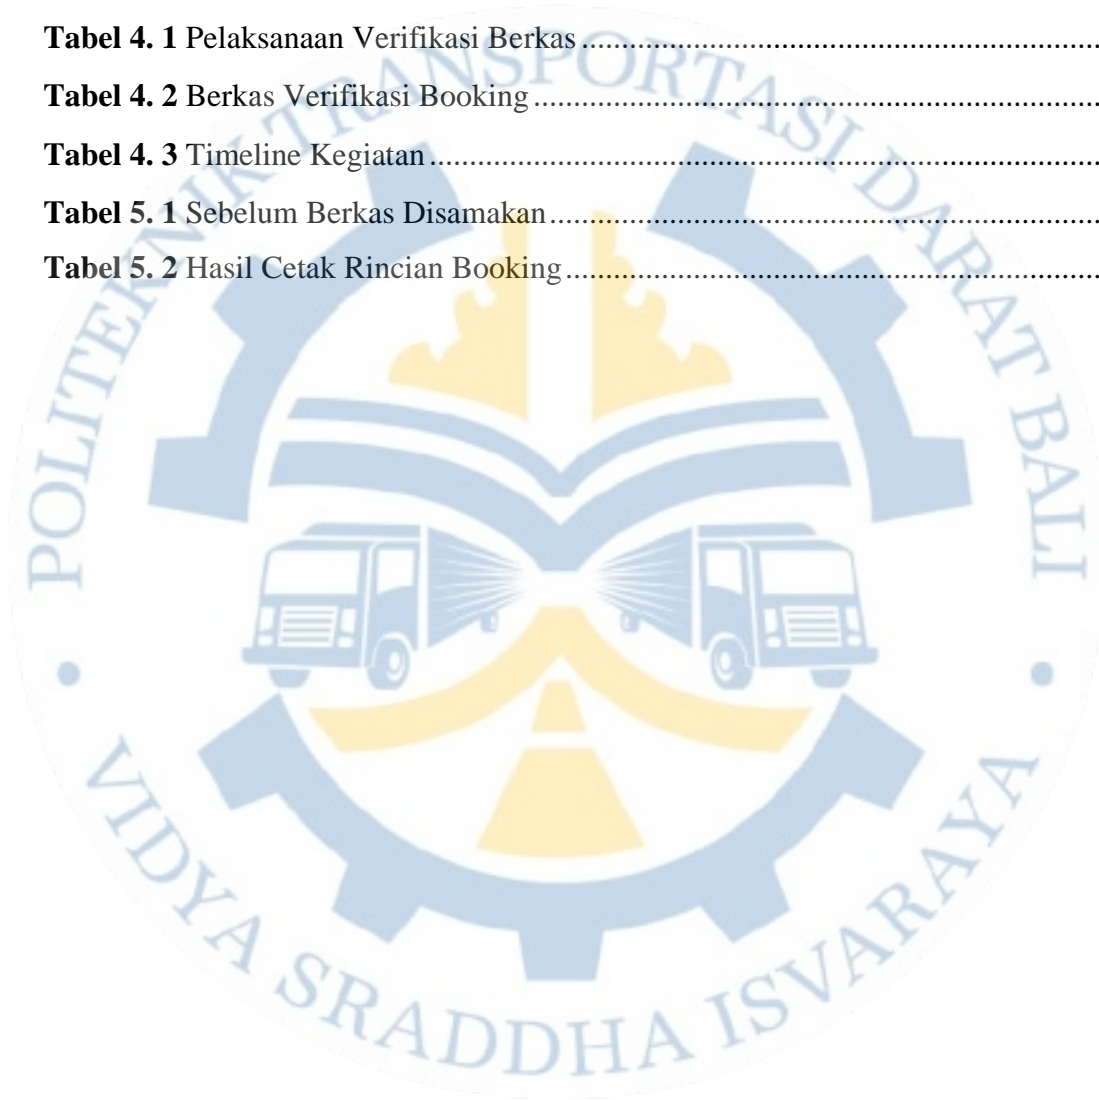 Tabel 4. 1 Pelaksanaan Verifikasi Berkas ....................................................................
Tabel 4. 2 Berkas Verifikasi Booking ..........................................................................
Tabel 4. 3 Timeline Kegiatan .......................................................................................
Tabel 5. 1 Sebelum Berkas Disamakan ........................................................................
Tabel 5. 2 Hasil Cetak Rincian Booking ......................................................................
POLITEKNIK TRANSPORTASI DARAT BALI
VIDYA SRADDHA ISVARAYA